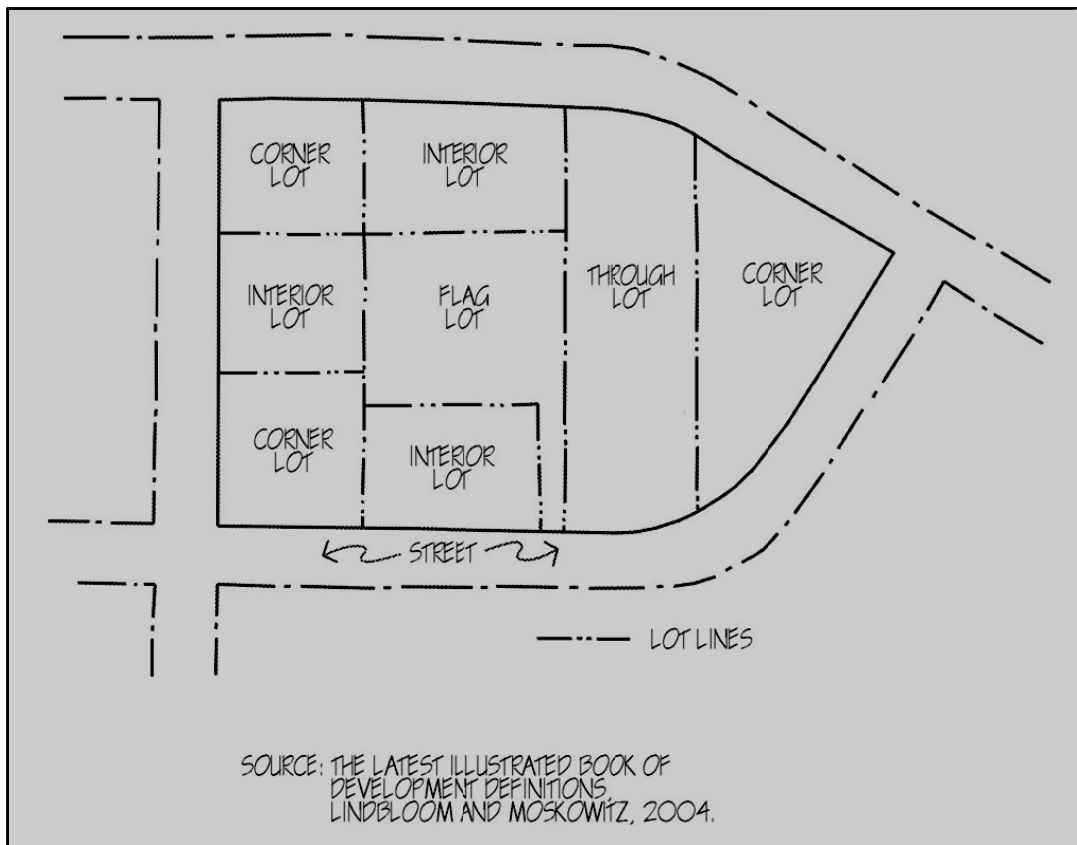 CORNER
LOT
INTERIOR
LOT
INTERIOR
LOT
FLAG
LOT
THROUGH
LOT
CORNER
LOT
CORNER
LOT
INTERIOR
LOT
STREET
LOT LINES
SOURCE: THE LATEST ILLUSTRATED BOOK OF
DEVELOPMENT DEFINITIONS,
LINDBLOOM AND MOSKOWITZ, 2004.